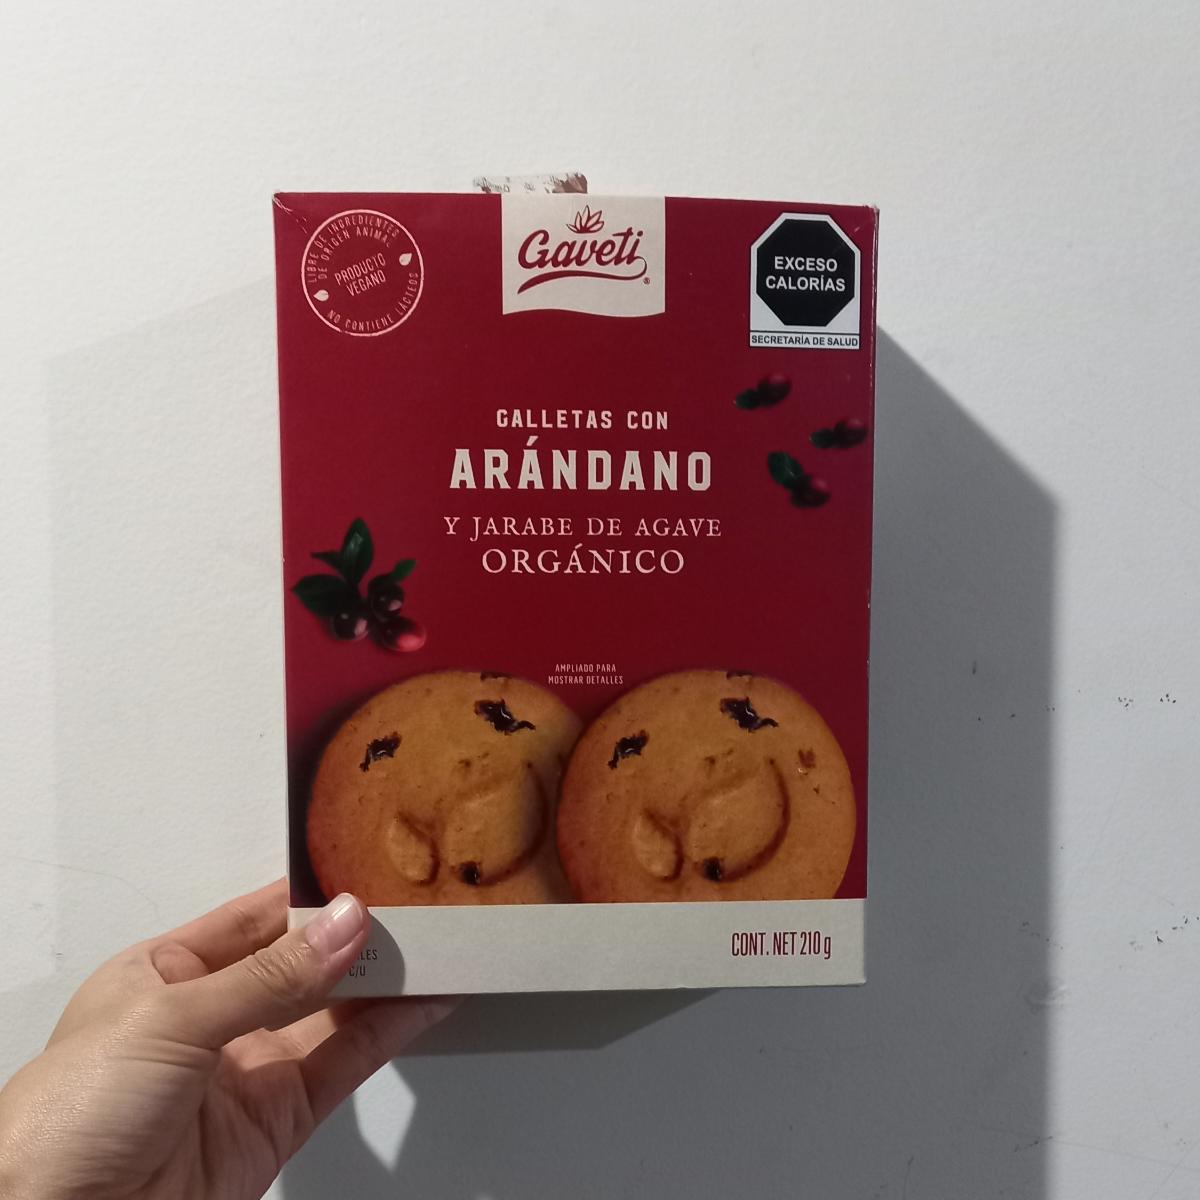 LIBRE DE INGREDIENTES
DE ORIGEN ANIMAL
PRODUCTO
VEGANO
NO CONTIENE LÁCTEOS
Gaveti
®
EXCESO
CALORÍAS
SECRETARÍA DE SALUD
GALLETAS CON
ARÁNDANO
Y JARABE DE AGAVE
ORGÁNICO
AMPLIADO PARA
MOSTRAR DETALLES
C/U
CONT. NET 210 g